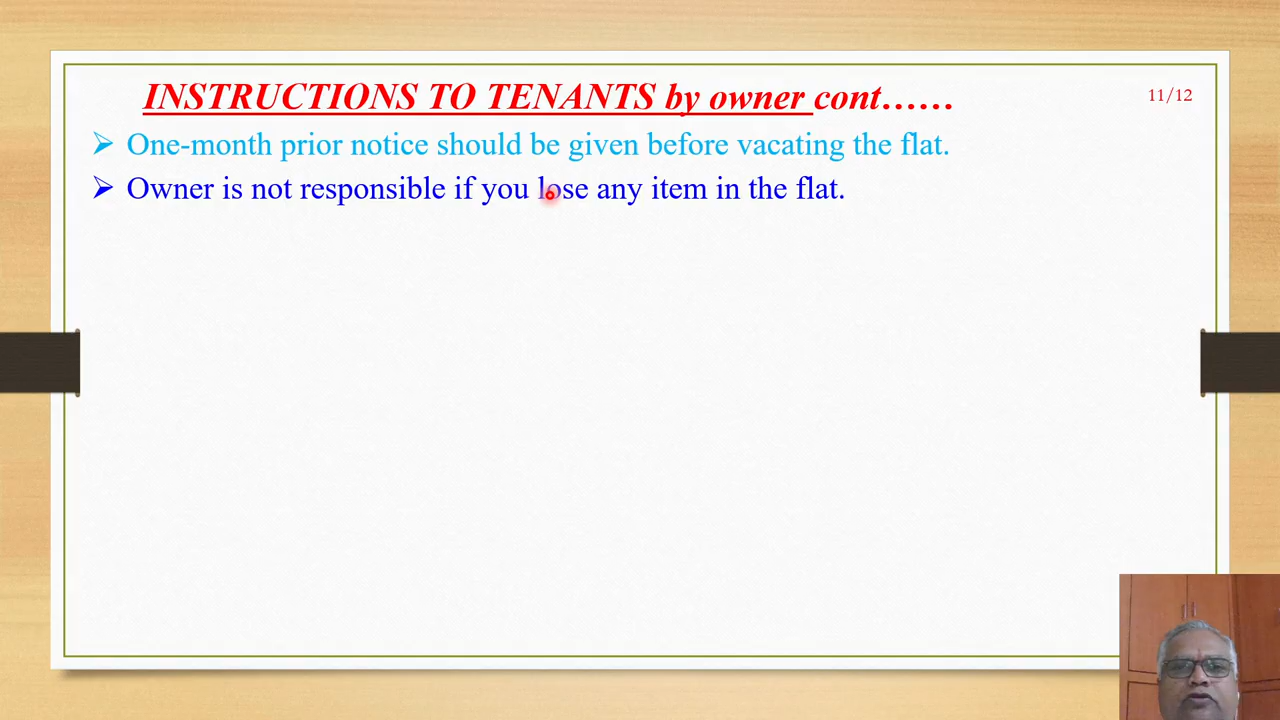 INSTRUCTIONS TO TENANTS by owner cont……
11/12
➢ One-month prior notice should be given before vacating the flat.
➢ Owner is not responsible if you lose any item in the flat.